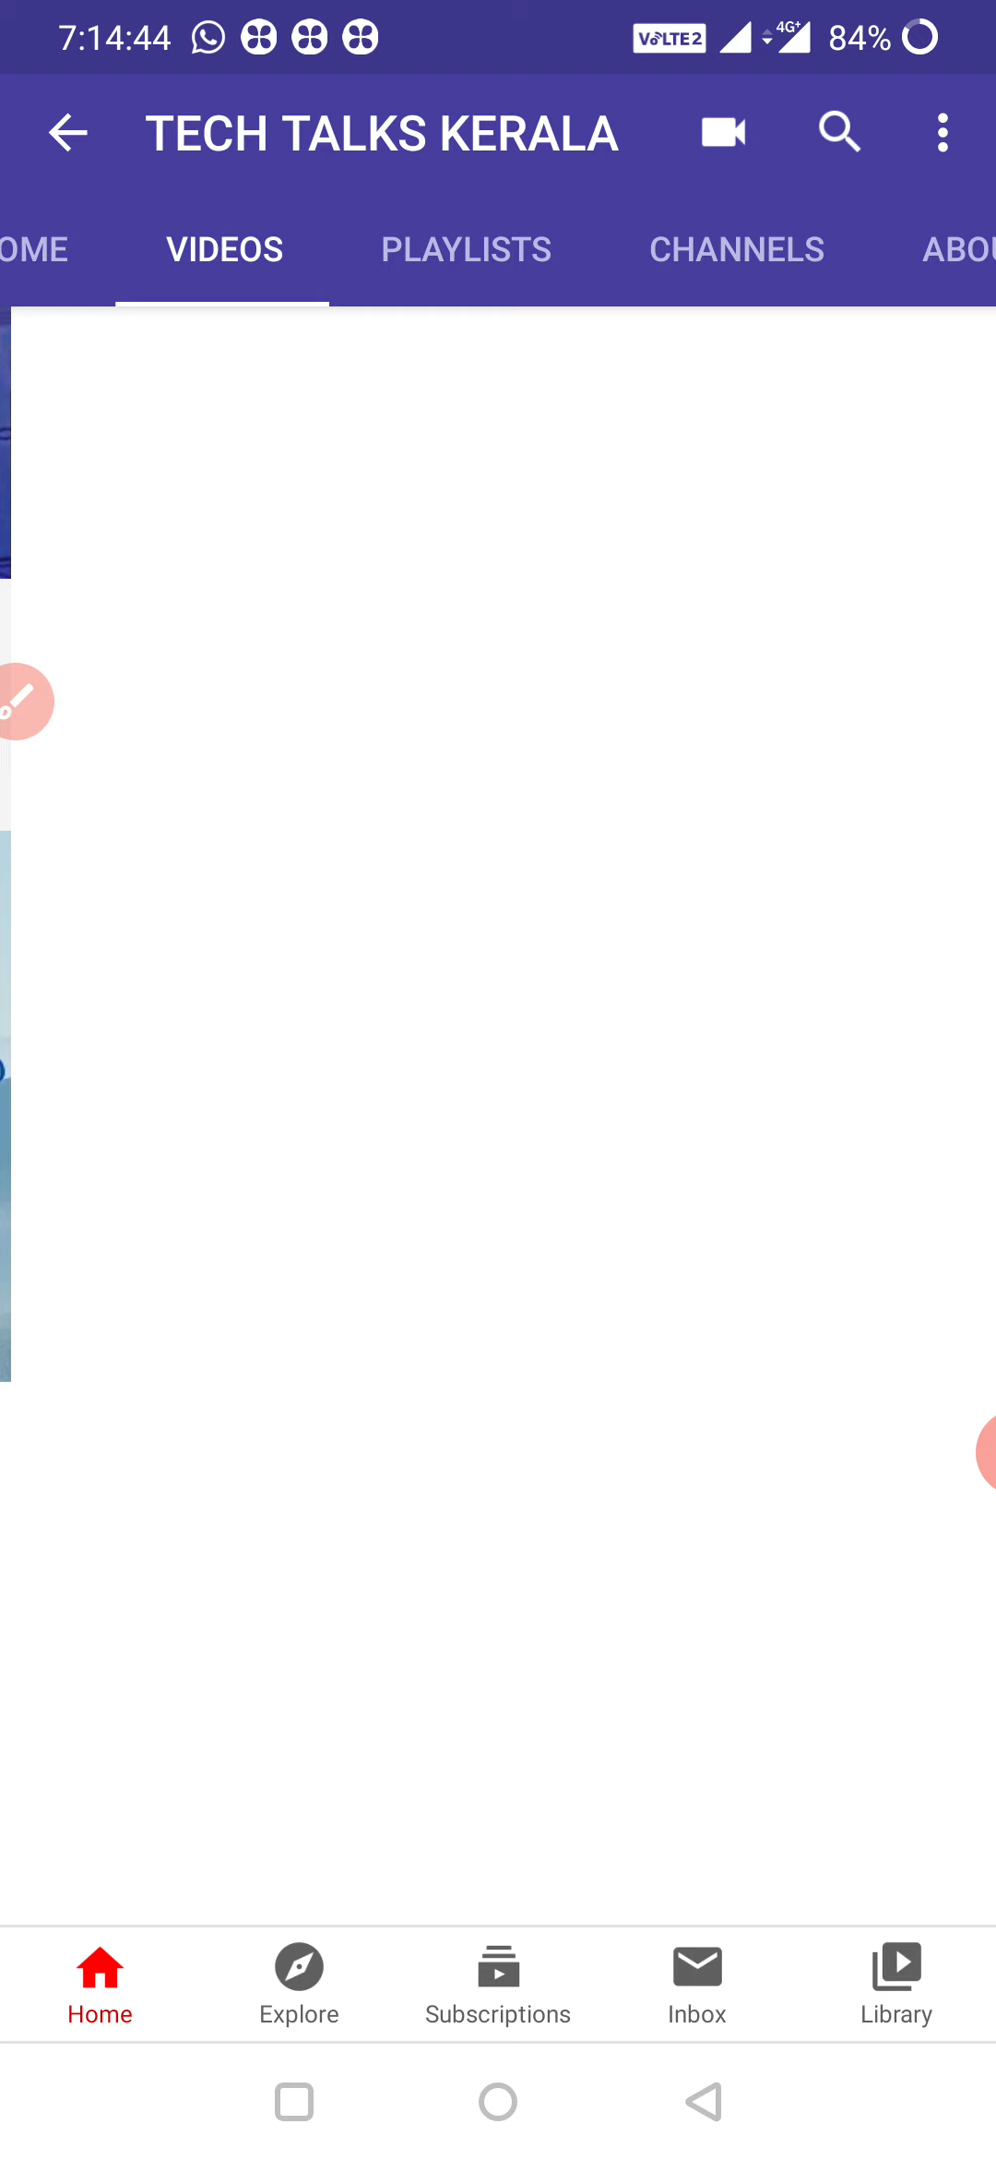 7:14:44 VoLTE2 4G+ 84%
TECH TALKS KERALA
OME VIDEOS PLAYLISTS CHANNELS ABOU
Home Explore Subscriptions Inbox Library